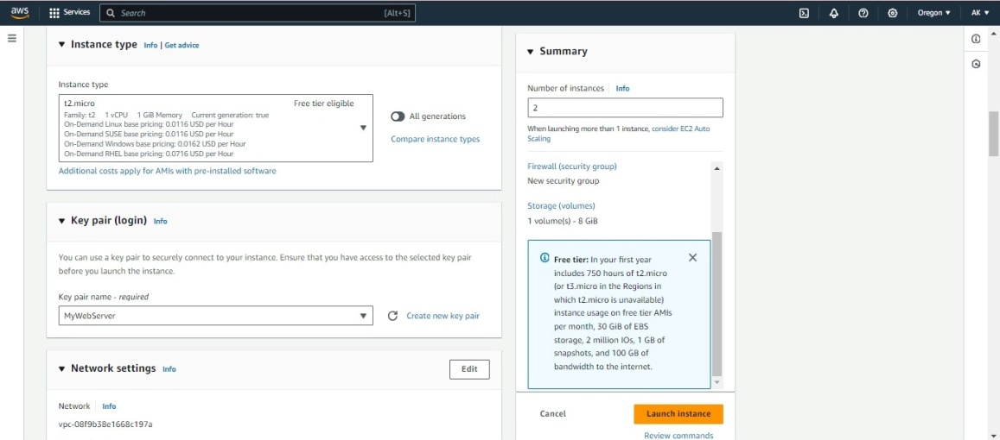 aws
Services
Search
[Alt+S]
Oregon
AK
Instance type Info | Get advice
Instance type
t2.micro
Free tier eligible
Family: t2 1 vCPU 1 GiB Memory Current generation: true
On-Demand Linux base pricing: 0.0116 USD per Hour
On-Demand SUSE base pricing: 0.0116 USD per Hour
On-Demand Windows base pricing: 0.0162 USD per Hour
On-Demand RHEL base pricing: 0.0716 USD per Hour
All generations
Compare instance types
Additional costs apply for AMIs with pre-installed software
Key pair (login) Info
You can use a key pair to securely connect to your instance. Ensure that you have access to the selected key pair
before you launch the instance.
Key pair name - required
MyWebServer
Create new key pair
Network settings Info
Edit
Network Info
vpc-08f9b38e1668c197a
Summary
Number of instances Info
2
When launching more than 1 instance, consider EC2 Auto
Scaling
Firewall (security group)
New security group
Storage (volumes)
1 volume(s) - 8 GiB
Free tier: In your first year
includes 750 hours of t2.micro
(or t3.micro in the Regions in
which t2.micro is unavailable)
instance usage on free tier AMIs
per month, 30 GiB of EBS
storage, 2 million IOs, 1 GB of
snapshots, and 100 GB of
bandwidth to the internet.
Cancel
Launch instance
Review commands